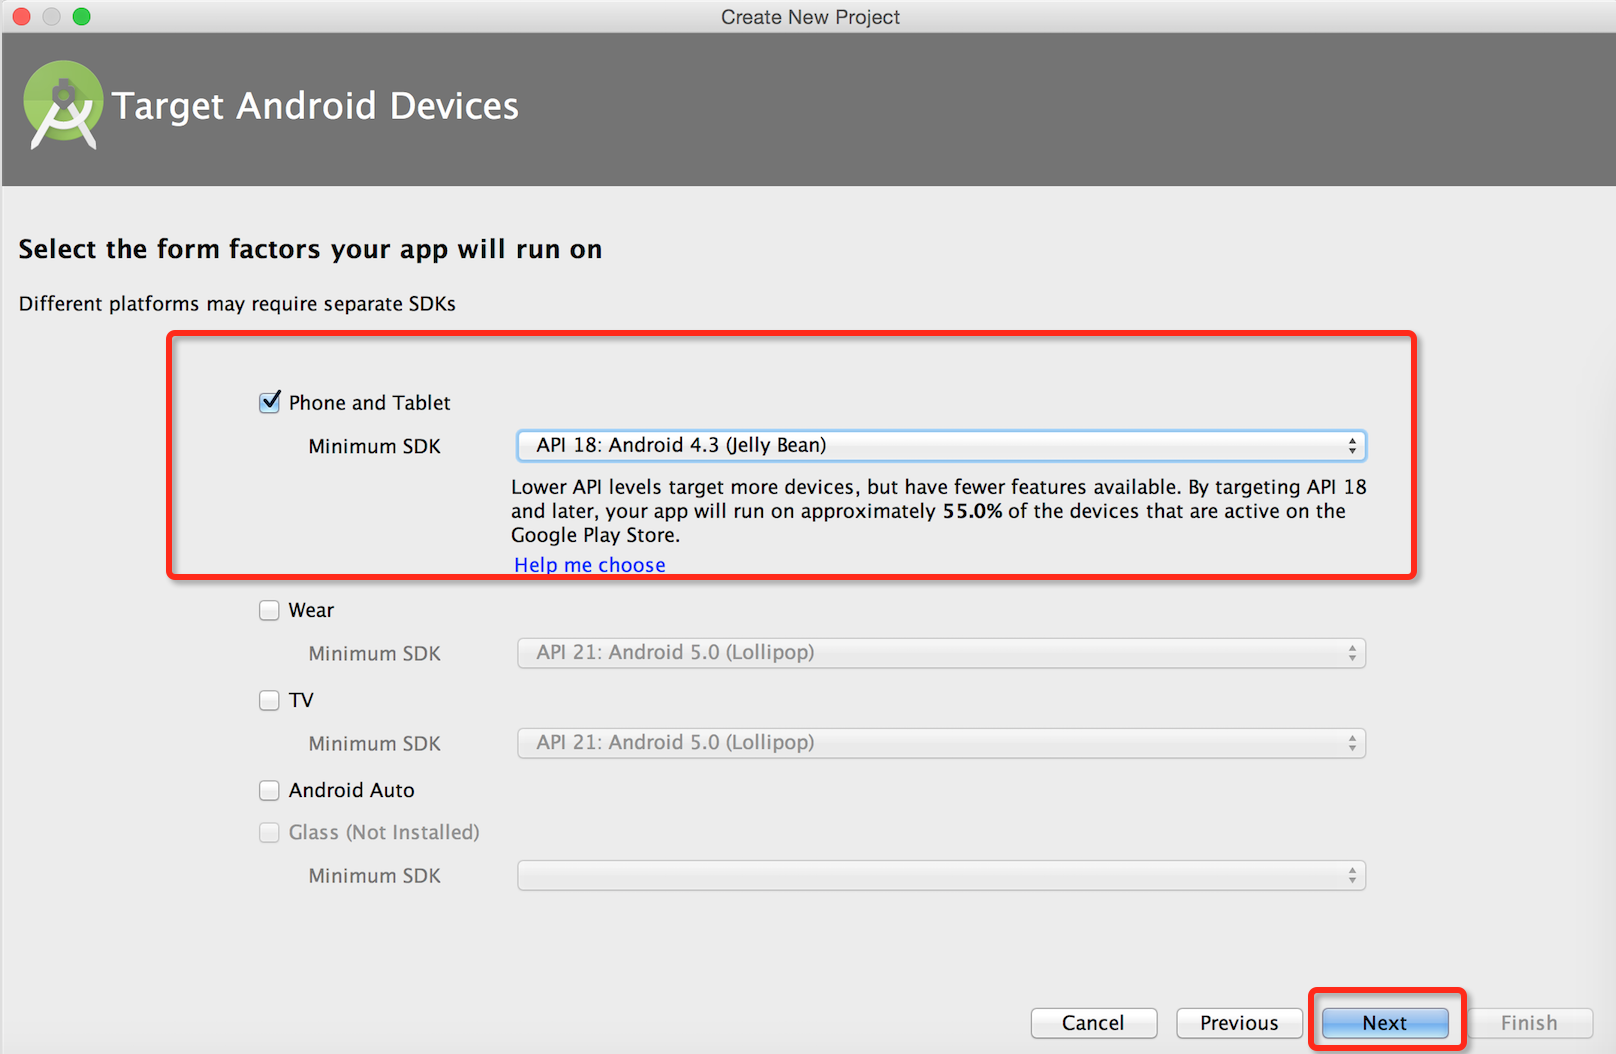 Create New Project
Target Android Devices
Select the form factors your app will run on
Different platforms may require separate SDKs
Phone and Tablet
Minimum SDK API 18: Android 4.3 (Jelly Bean)
Lower API levels target more devices, but have fewer features available. By targeting API 18
and later, your app will run on approximately 55.0% of the devices that are active on the
Google Play Store.
Help me choose
Wear
Minimum SDK API 21: Android 5.0 (Lollipop)
TV
Minimum SDK API 21: Android 5.0 (Lollipop)
Android Auto
Glass (Not Installed)
Minimum SDK
Cancel Previous Next Finish